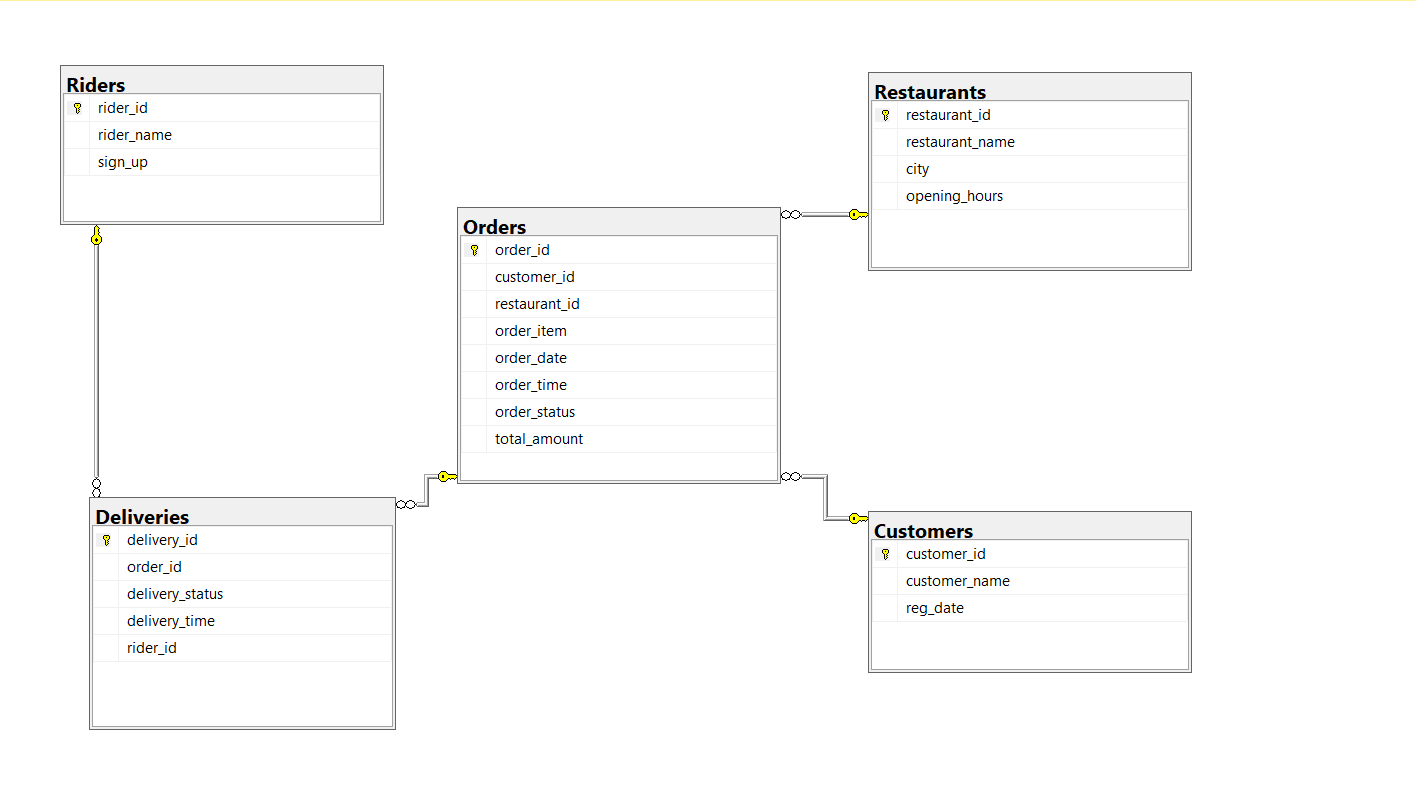 Riders
rider_id
rider_name
sign_up
Restaurants
restaurant_id
restaurant_name
city
opening_hours
Orders
order_id
customer_id
restaurant_id
order_item
order_date
order_time
order_status
total_amount
Deliveries
delivery_id
order_id
delivery_status
delivery_time
rider_id
Customers
customer_id
customer_name
reg_date